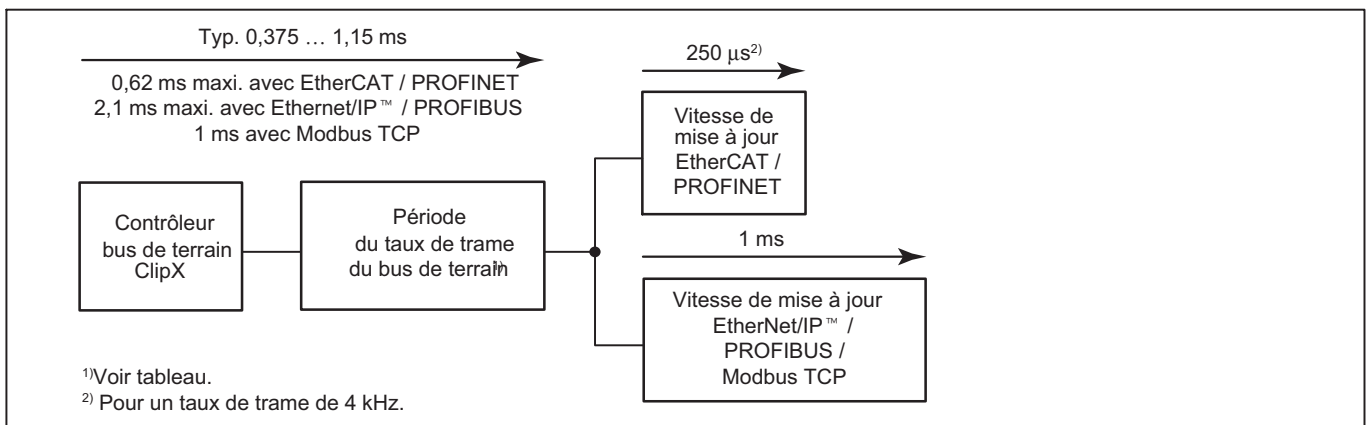 Typ. 0,375 … 1,15 ms
0,62 ms maxi. avec EtherCAT / PROFINET
2,1 ms maxi. avec Ethernet/IP™ / PROFIBUS
1 ms avec Modbus TCP
250 µs2)
Vitesse de
mise à jour
EtherCAT /
PROFINET
Contrôleur
bus de terrain
ClipX
Période
du taux de trame
du bus de terrain1)
1 ms
Vitesse de mise à jour
EtherNet/IP™ /
PROFIBUS /
Modbus TCP
1)Voir tableau.
2) Pour un taux de trame de 4 kHz.